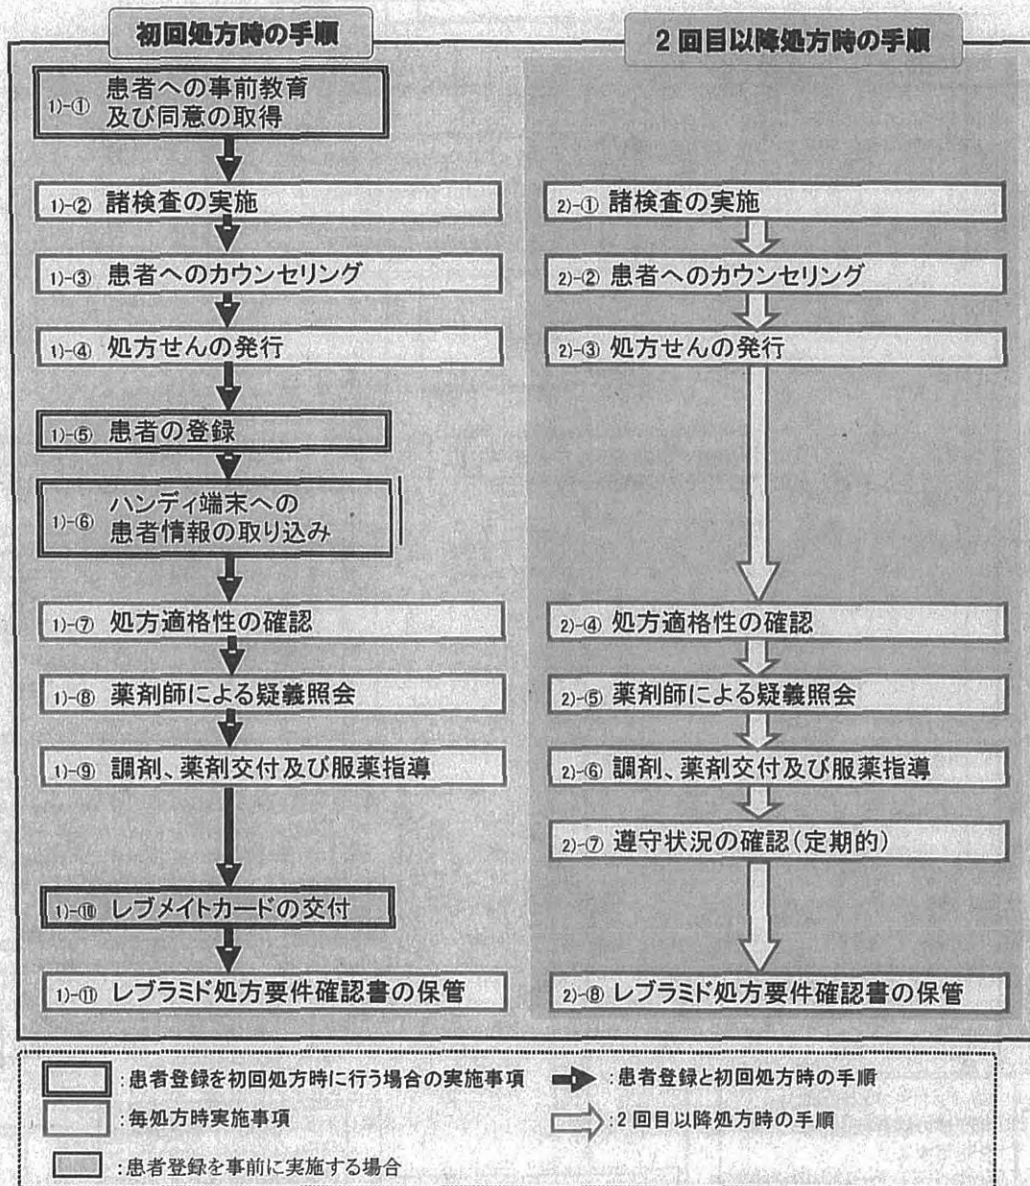 初回処方時の手順
2回目以降処方時の手順
1)-① 患者への事前教育
及び同意の取得
1)-② 諸検査の実施
2)-① 諸検査の実施
1)-③ 患者へのカウンセリング
2)-② 患者へのカウンセリング
1)-④ 処方せんの発行
2)-③ 処方せんの発行
1)-⑤ 患者の登録
1)-⑥ ハンディ端末への
患者情報の取り込み
1)-⑦ 処方適格性の確認
2)-④ 処方適格性の確認
1)-⑧ 薬剤師による疑義照会
2)-⑤ 薬剤師による疑義照会
1)-⑨ 調剤、薬剤交付及び服薬指導
2)-⑥ 調剤、薬剤交付及び服薬指導
2)-⑦ 遵守状況の確認(定期的)
1)-⑩ レブメイトカードの交付
1)-⑪ レブラミド処方要件確認書の保管
2)-⑧ レブラミド処方要件確認書の保管
:患者登録を初回処方時に行う場合の実施事項
:患者登録と初回処方時の手順
:毎処方時実施事項
:2回目以降処方時の手順
:患者登録を事前に実施する場合